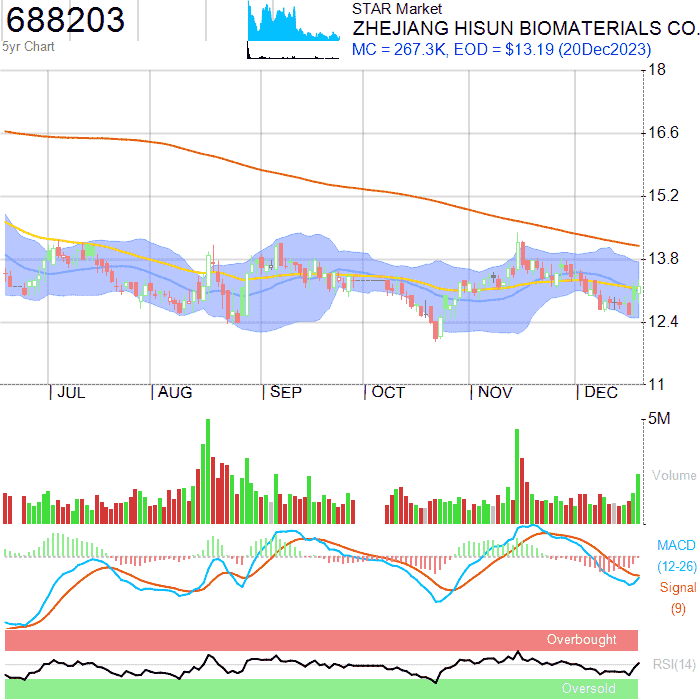 688203
5yr Chart
STAR Market
ZHEJIANG HISUN BIOMATERIALS CO.
MC = 267.3K, EOD = $13.19 (20Dec2023)
18
16.6
15.2
13.8
12.4
11
JUL AUG SEP OCT NOV DEC
5M
Volume
MACD
(12-26)
Signal
(9)
Overbought
RSI(14)
Oversold